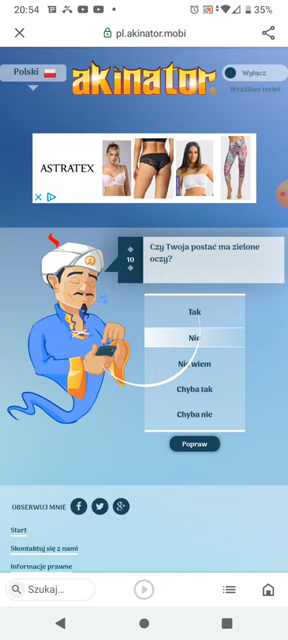 20:54
35%
pl.akinator.mobi
Polski
akinator.
Wyłącz
Wrażliwe treści
ASTRATEX
10
Czy Twoja postać ma zielone
oczy?
Tak
Nie
Nie wiem
Chyba tak
Chyba nie
Popraw
OBSERWUJ MNIE
Start
Skontaktuj się z nami
Informacje prawne
Szukaj...